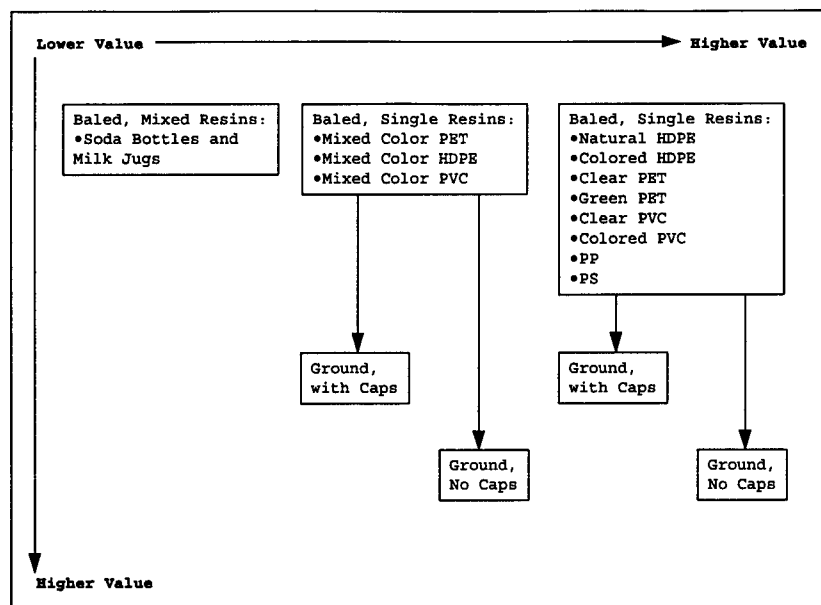 Lower Value
Higher Value
Baled, Mixed Resins:
•Soda Bottles and
Milk Jugs
Baled, Single Resins:
•Mixed Color PET
•Mixed Color HDPE
•Mixed Color PVC
Baled, Single Resins:
•Natural HDPE
•Colored HDPE
•Clear PET
•Green PET
•Clear PVC
•Colored PVC
•PP
•PS
Ground,
with Caps
Ground,
No Caps
Ground,
with Caps
Ground,
No Caps
Higher Value